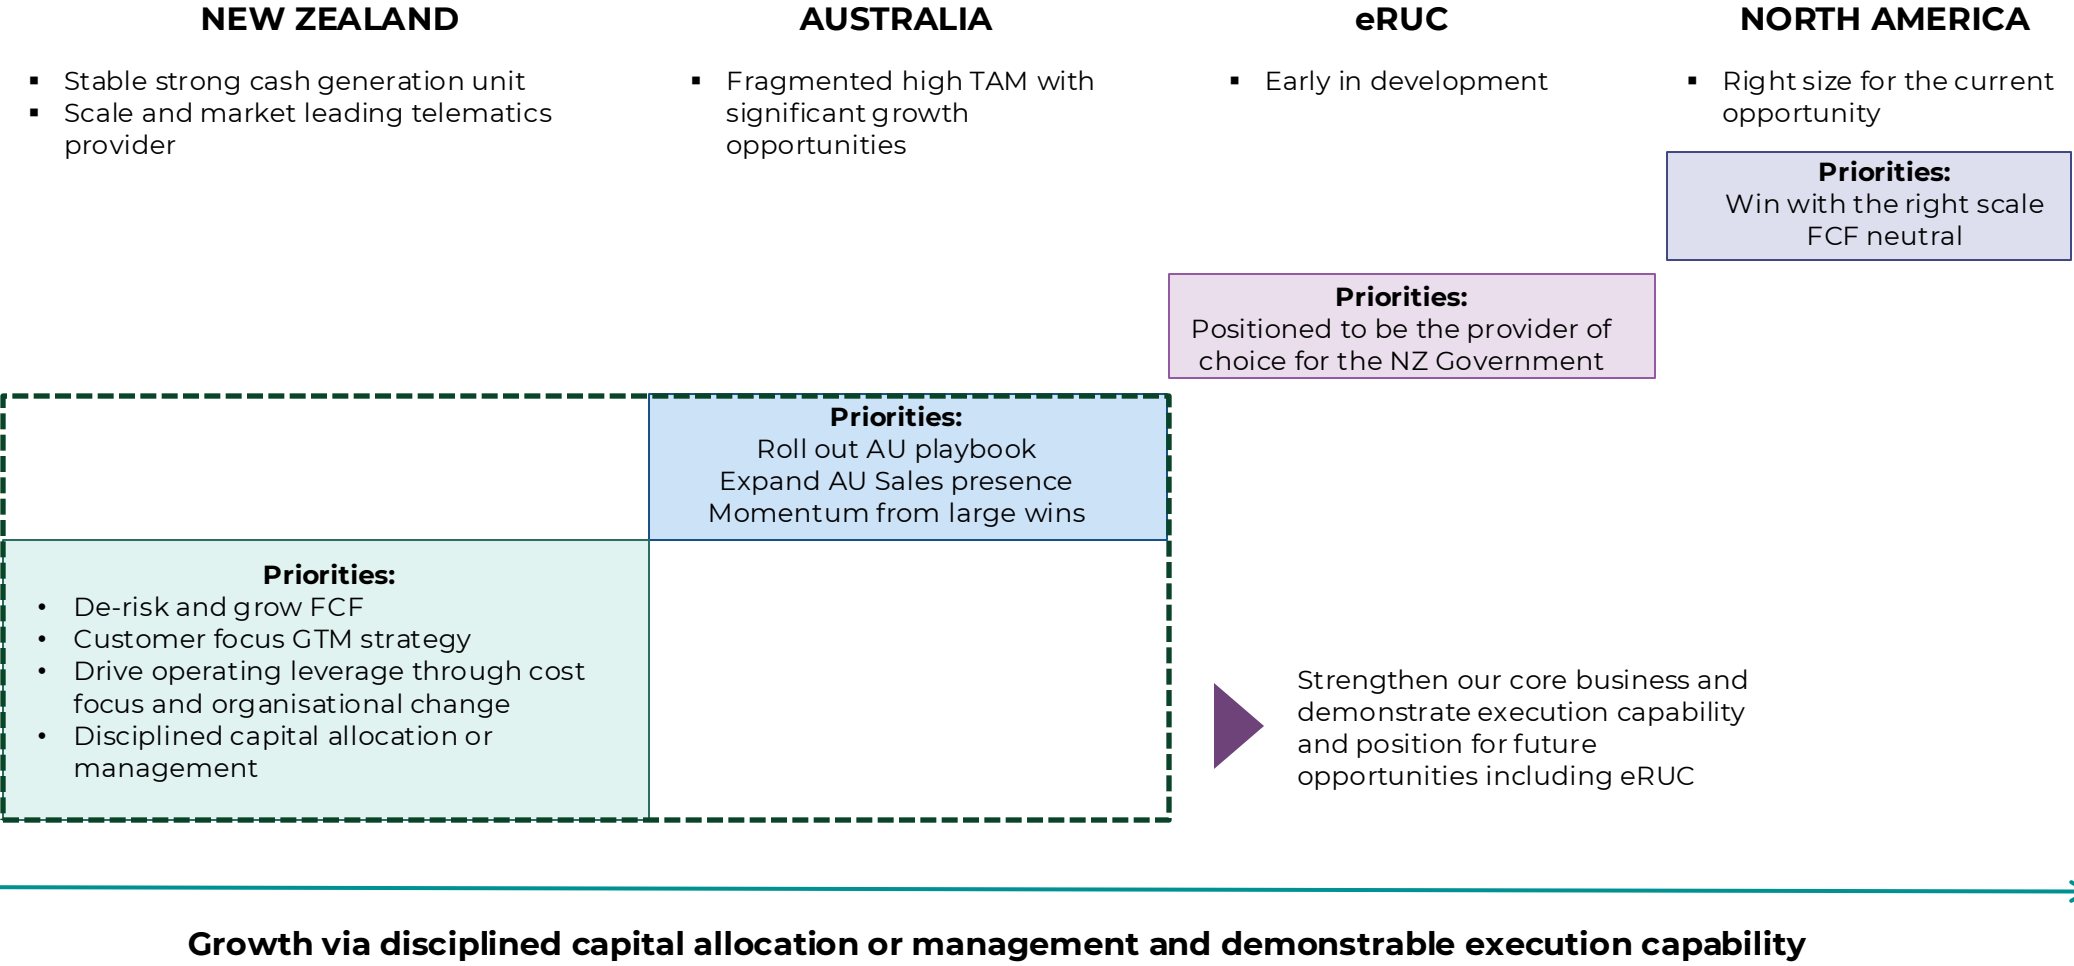 NEW ZEALAND
▪ Stable strong cash generation unit
▪ Scale and market leading telematics
provider
AUSTRALIA
▪ Fragmented high TAM with
significant growth
opportunities
eRUC
▪ Early in development
NORTH AMERICA
▪ Right size for the current
opportunity
Priorities:
Win with the right scale
FCF neutral
Priorities:
Positioned to be the provider of
choice for the NZ Government
Priorities:
Roll out AU playbook
Expand AU Sales presence
Momentum from large wins
Priorities:
• De-risk and grow FCF
• Customer focus GTM strategy
• Drive operating leverage through cost
focus and organisational change
• Disciplined capital allocation or
management
Strengthen our core business and
demonstrate execution capability
and position for future
opportunities including eRUC
Growth via disciplined capital allocation or management and demonstrable execution capability